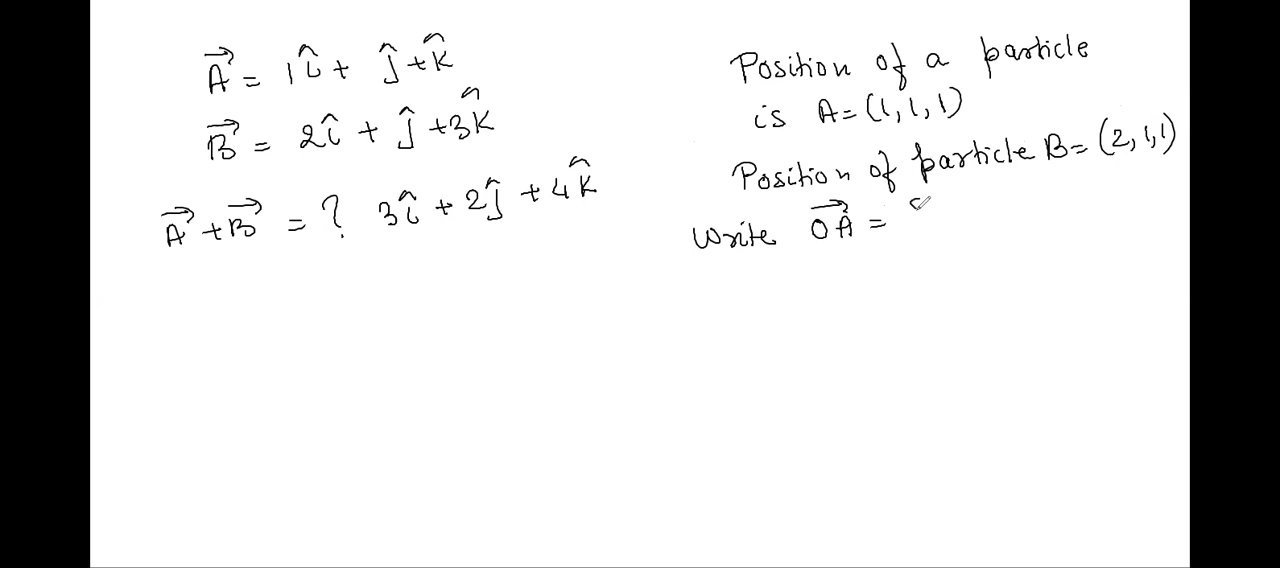 A⃗ = 1î + ĵ + k̂
B⃗ = 2î + ĵ + 3k̂
A⃗ + B⃗ = ? 3î + 2ĵ + 4k̂
Position of a particle
is A = (1, 1, 1)
Position of particle B = (2, 1, 1)
Write OA⃗ =